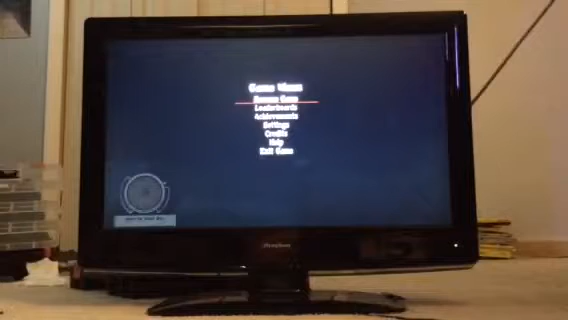 Game Menu
Resume Game
Leaderboards
Achievements
Settings
Credits
Help
Exit Game